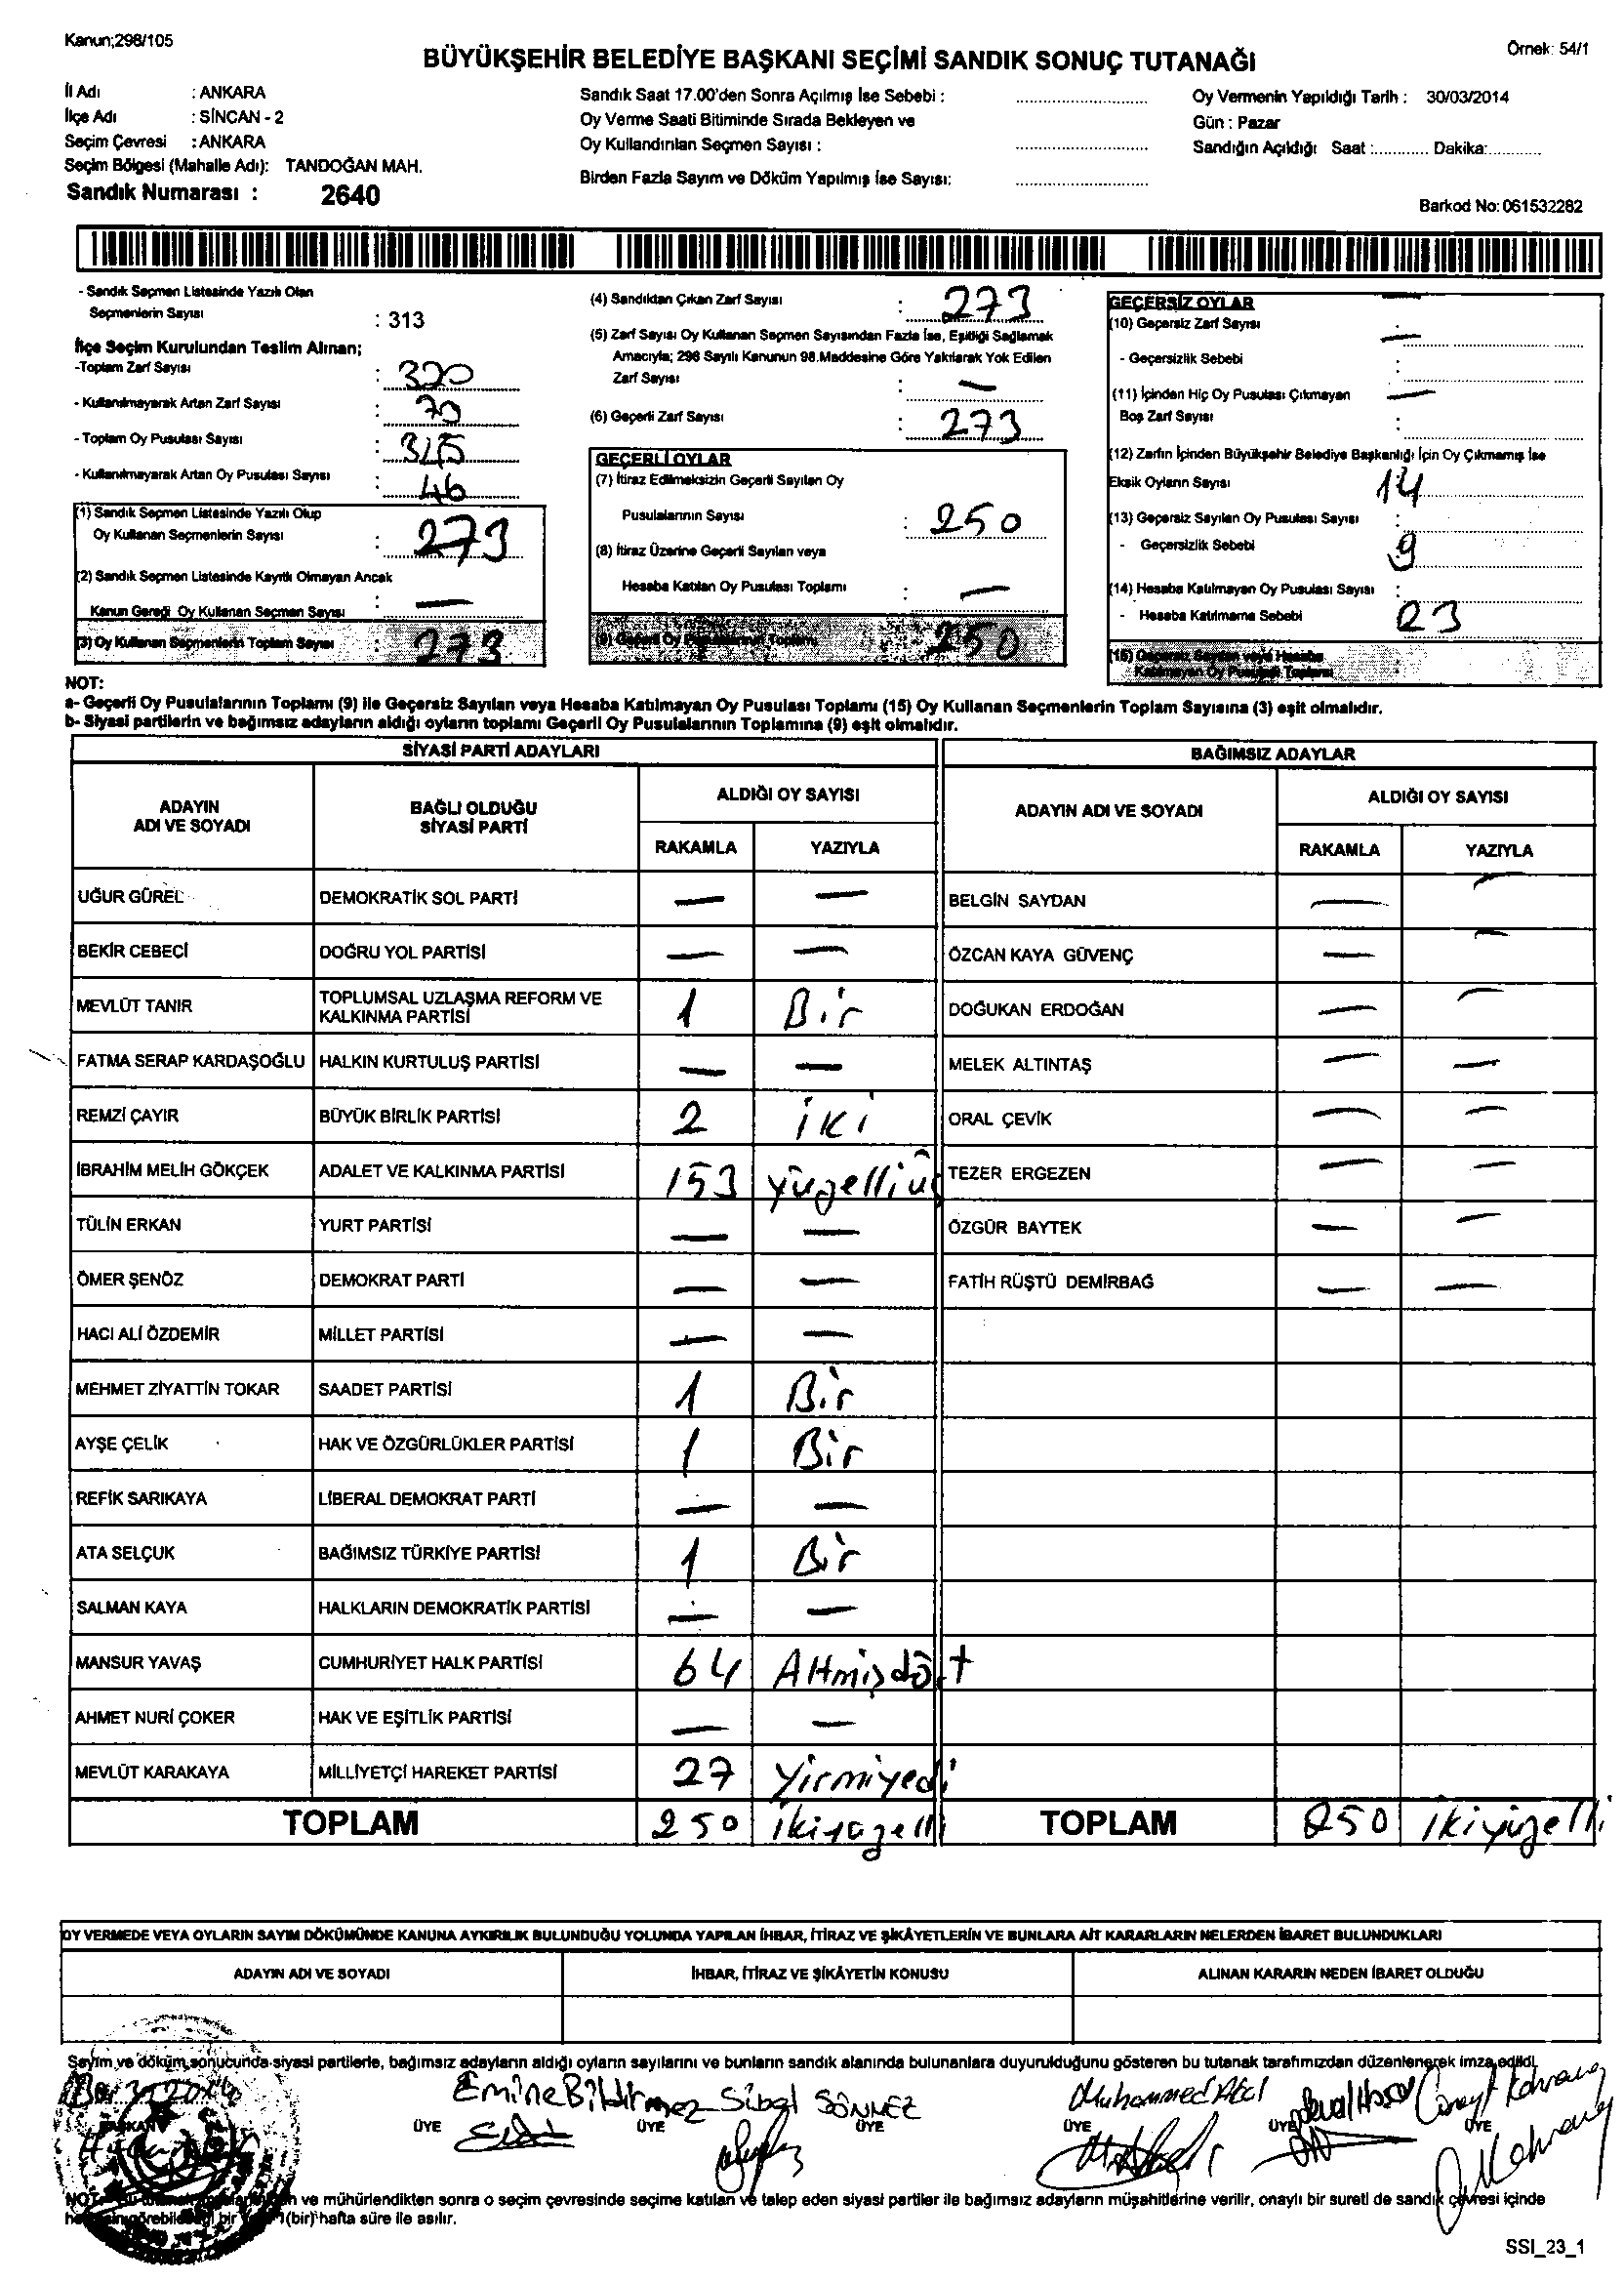 Kanun;298/105
Örnek: 54/1
BÜYÜKŞEHİR BELEDİYE BAŞKANI SEÇİMİ SANDIK SONUÇ TUTANAĞI
İl Adı : ANKARA
İlçe Adı : SİNCAN - 2
Seçim Çevresi : ANKARA
Seçim Bölgesi (Mahalle Adı): TANDOĞAN MAH.
Sandık Numarası : 2640
Sandık Saat 17.00'den Sonra Açılmış İse Sebebi :
Oy Verme Saati Bitiminde Sırada Bekleyen ve
Oy Kullandırılan Seçmen Sayısı :
Birden Fazla Sayım ve Döküm Yapılmış İse Sayısı:
Oy Vermenin Yapıldığı Tarih : 30/03/2014
Gün : Pazar
Sandığın Açıldığı Saat :........... Dakika:...........
Barkod No: 061532282
- Sandık Seçmen Listesinde Yazılı Olan
Seçmenlerin Sayısı : 313
İlçe Seçim Kurulundan Teslim Alınan;
-Toplam Zarf Sayısı : 320
- Kullanılmayarak Artan Zarf Sayısı :
- Toplam Oy Pusulası Sayısı :
- Kullanılmayarak Artan Oy Pusulası Sayısı : 46
(1) Sandık Seçmen Listesinde Yazılı Olup
Oy Kullanan Seçmenlerin Sayısı : 273
(2) Sandık Seçmen Listesinde Kayıtlı Olmayan Ancak
Kanun Gereği Oy Kullanan Seçmen Sayısı : —
(3) Oy Kullanan Seçmenlerin Toplam Sayısı : 273
(4) Sandıktan Çıkan Zarf Sayısı : 273
(5) Zarf Sayısı Oy Kullanan Seçmen Sayısından Fazla İse, Eşitliği Sağlamak
Amacıyla; 298 Sayılı Kanunun 98.Maddesine Göre Yakılarak Yok Edilen
Zarf Sayısı : —
(6) Geçerli Zarf Sayısı : 273
GEÇERLİ OYLAR
(7) İtiraz Edilmeksizin Geçerli Sayılan Oy
Pusulalarının Sayısı : 250
(8) İtiraz Üzerine Geçerli Sayılan veya
Hesaba Katılan Oy Pusulası Toplamı : —
(9) Geçerli Oy Pusulalarının Toplamı 250
GEÇERSİZ OYLAR —
(10) Geçersiz Zarf Sayısı : —
- Geçersizlik Sebebi :
(11) İçinden Hiç Oy Pusulası Çıkmayan —
Boş Zarf Sayısı :
(12) Zarfın İçinden Büyükşehir Belediye Başkanlığı İçin Oy Çıkmamış İse
Eksik Oyların Sayısı 14
(13) Geçersiz Sayılan Oy Pusulası Sayısı :
- Geçersizlik Sebebi 9
(14) Hesaba Katılmayan Oy Pusulası Sayısı :
- Hesaba Katılmama Sebebi 23
(15) Geçersiz Sayılan veya Hesaba
Katılmayan Oy Pusulası Toplamı
NOT:
a- Geçerli Oy Pusulalarının Toplamı (9) ile Geçersiz Sayılan veya Hesaba Katılmayan Oy Pusulası Toplamı (15) Oy Kullanan Seçmenlerin Toplam Sayısına (3) eşit olmalıdır.
b- Siyasi partilerin ve bağımsız adayların aldığı oyların toplamı Geçerli Oy Pusulalarının Toplamına (9) eşit olmalıdır.
SİYASİ PARTİ ADAYLARI
ADAYIN ADI VE SOYADI BAĞLI OLDUĞU SİYASİ PARTİ ALDIĞI OY SAYISI
RAKAMLA YAZIYLA
UĞUR GÜREL DEMOKRATİK SOL PARTİ — —
BEKİR CEBECİ DOĞRU YOL PARTİSİ — —
MEVLÜT TANIR TOPLUMSAL UZLAŞMA REFORM VE KALKINMA PARTİSİ 1 Bir
FATMA SERAP KARDAŞOĞLU HALKIN KURTULUŞ PARTİSİ — —
REMZİ ÇAYIR BÜYÜK BİRLİK PARTİSİ 2 iki
İBRAHİM MELİH GÖKÇEK ADALET VE KALKINMA PARTİSİ 153 yüzelliüç
TÜLİN ERKAN YURT PARTİSİ — —
ÖMER ŞENÖZ DEMOKRAT PARTİ — —
HACI ALİ ÖZDEMİR MİLLET PARTİSİ — —
MEHMET ZİYATTİN TOKAR SAADET PARTİSİ 1 Bir
AYŞE ÇELİK HAK VE ÖZGÜRLÜKLER PARTİSİ 1 Bir
REFİK SARIKAYA LİBERAL DEMOKRAT PARTİ — —
ATA SELÇUK BAĞIMSIZ TÜRKİYE PARTİSİ 1 Bir
SALMAN KAYA HALKLARIN DEMOKRATİK PARTİSİ — —
MANSUR YAVAŞ CUMHURİYET HALK PARTİSİ 64 Altmışdört
AHMET NURİ ÇOKER HAK VE EŞİTLİK PARTİSİ — —
MEVLÜT KARAKAYA MİLLİYETÇİ HAREKET PARTİSİ 27 Yirmiyedi
TOPLAM 250 ikiyüzelli
BAĞIMSIZ ADAYLAR
ADAYIN ADI VE SOYADI ALDIĞI OY SAYISI
RAKAMLA YAZIYLA
BELGİN SAYDAN — —
ÖZCAN KAYA GÜVENÇ — —
DOĞUKAN ERDOĞAN — —
MELEK ALTINTAŞ — —
ORAL ÇEVİK — —
TEZER ERGEZEN — —
ÖZGÜR BAYTEK — —
FATİH RÜŞTÜ DEMİRBAĞ — —
TOPLAM 250 ikiyüzelli
OY VERMEDE VEYA OYLARIN SAYIM DÖKÜMÜNDE KANUNA AYKIRILIK BULUNDUĞU YOLUNDA YAPILAN İHBAR, İTİRAZ VE ŞİKÂYETLERİN VE BUNLARA AİT KARARLARIN NELERDEN İBARET BULUNDUKLARI
ADAYIN ADI VE SOYADI İHBAR, İTİRAZ VE ŞİKÂYETİN KONUSU ALINAN KARARIN NEDEN İBARET OLDUĞU
Sayım ve döküm sonucunda siyasi partilerle, bağımsız adayların aldığı oyların sayılarını ve bunların sandık alanında bulunanlara duyurulduğunu gösteren bu tutanak tarafımızdan düzenlenerek imza edildi.
Emine Bildirmez Sibel SÖNMEZ Muhammed
BAŞKAN ÜYE ÜYE ÜYE ÜYE ÜYE ÜYE
ve mühürlendikten sonra o seçim çevresinde seçime katılan ve talep eden siyasi partiler ile bağımsız adayların müşahitlerine verilir, onaylı bir sureti de sandık çevresi içinde
bir (bir) hafta süre ile asılır.
SSI_23_1